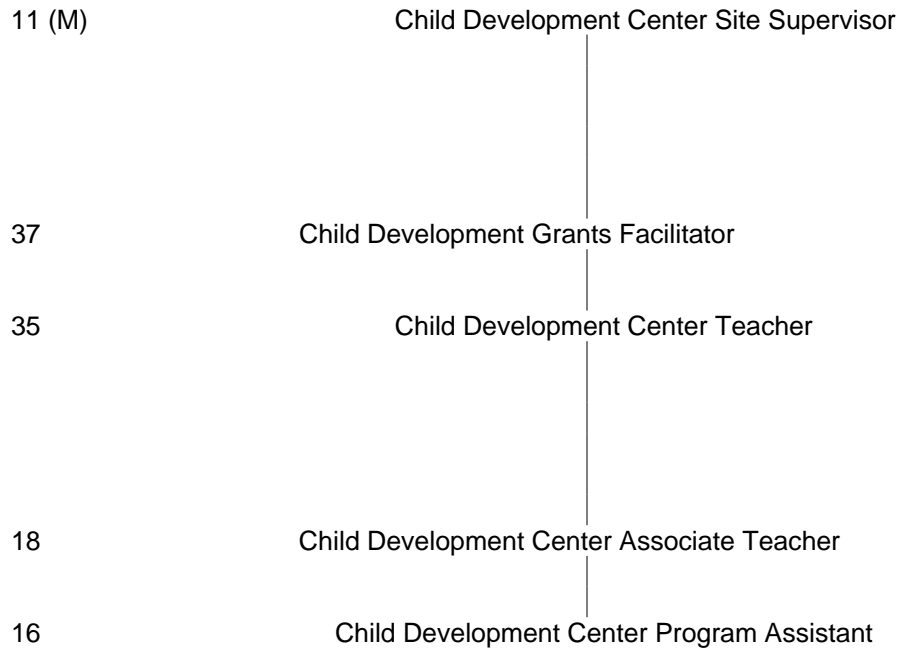 11 (M) Child Development Center Site Supervisor
37 Child Development Grants Facilitator
35 Child Development Center Teacher
18 Child Development Center Associate Teacher
16 Child Development Center Program Assistant